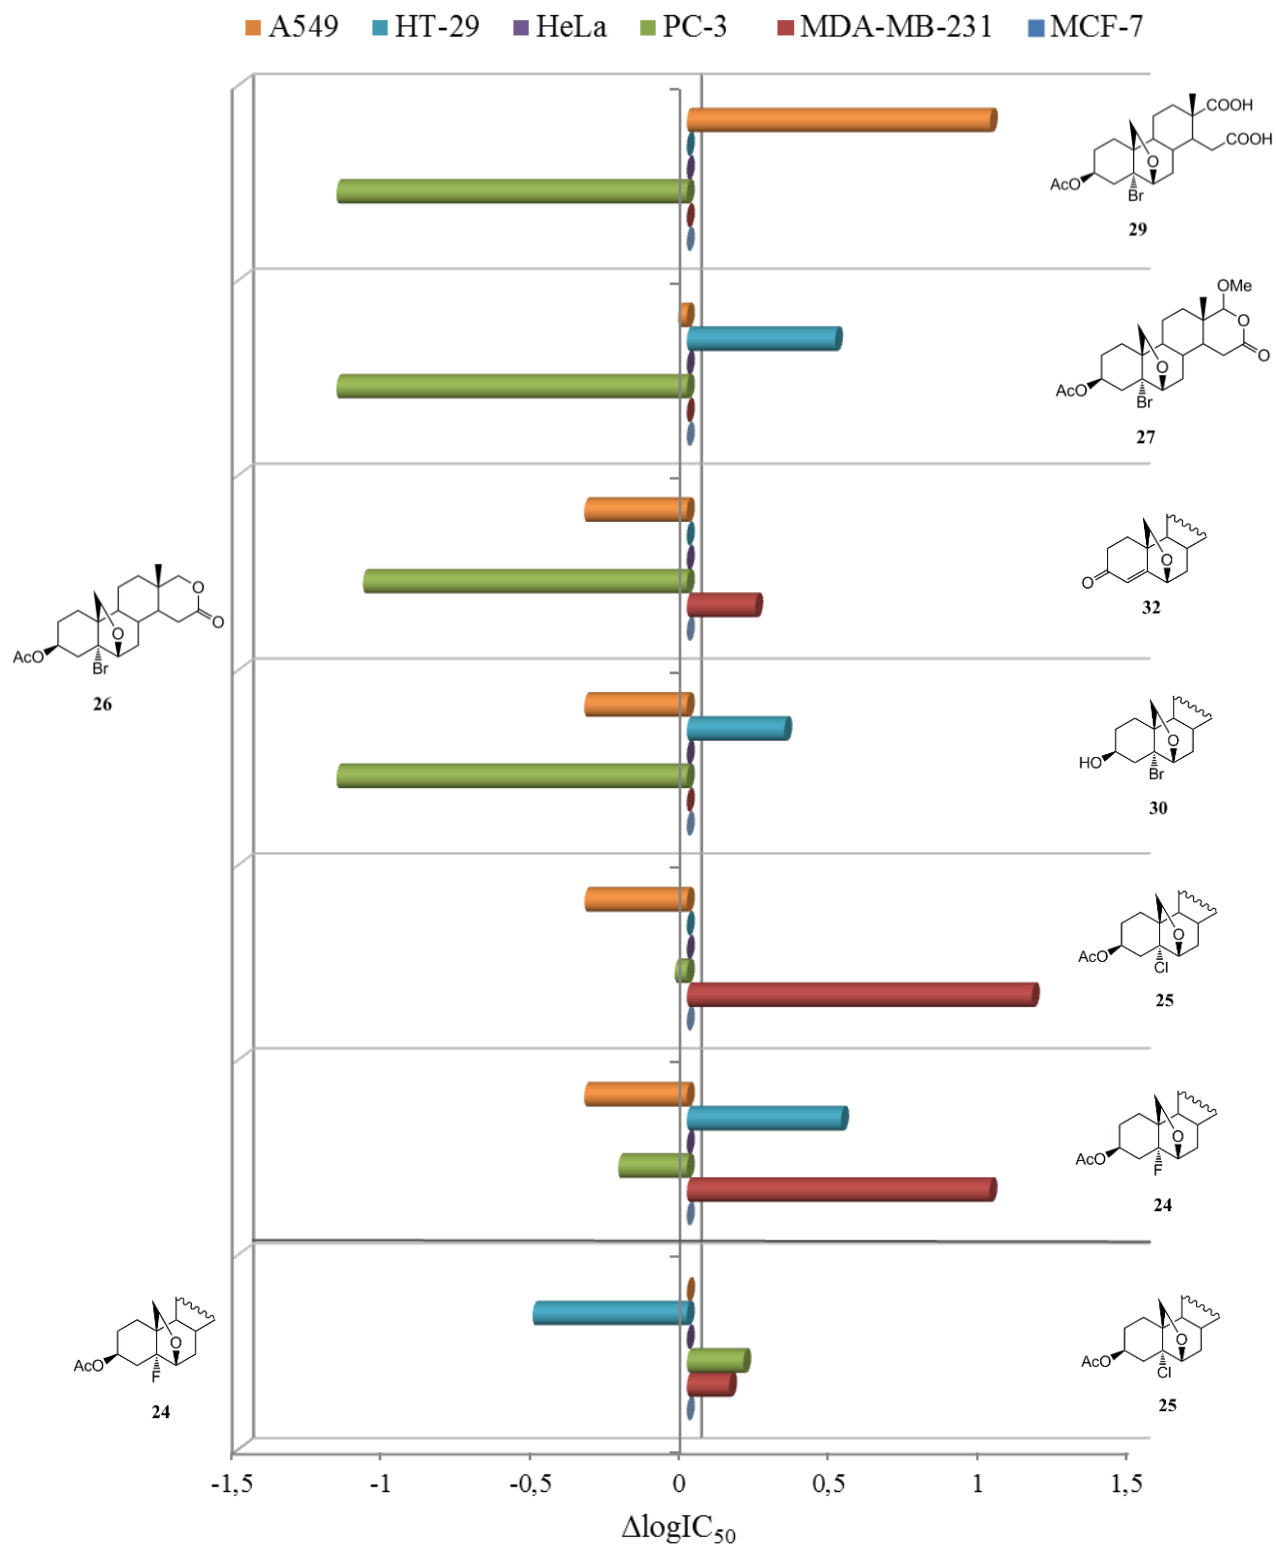 A549 HT-29 HeLa PC-3 MDA-MB-231 MCF-7
COOH
COOH
O
AcO
Br
29
OMe
O
O
O
AcO
Br
27
O
O
32
O
O
O
AcO
Br
26
O
HO
Br
30
O
AcO
Cl
25
O
AcO
F
24
O
AcO
F
24
O
AcO
Cl
25
-1,5 -1 -0,5 0 0,5 1 1,5
ΔlogIC50